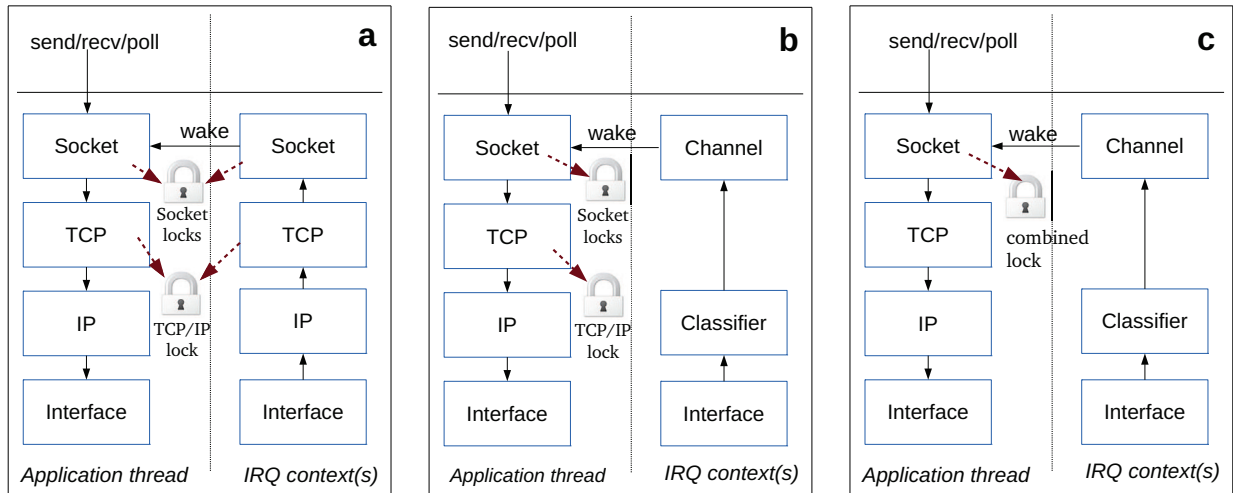 a
send/recv/poll
wake
Socket
Socket
Socket
locks
TCP
TCP
TCP/IP
lock
IP
IP
Interface
Interface
Application thread
IRQ context(s)
b
send/recv/poll
wake
Socket
Channel
Socket
locks
TCP
TCP/IP
lock
IP
Classifier
Interface
Interface
Application thread
IRQ context(s)
c
send/recv/poll
wake
Socket
Channel
TCP
combined
lock
IP
Classifier
Interface
Interface
Application thread
IRQ context(s)